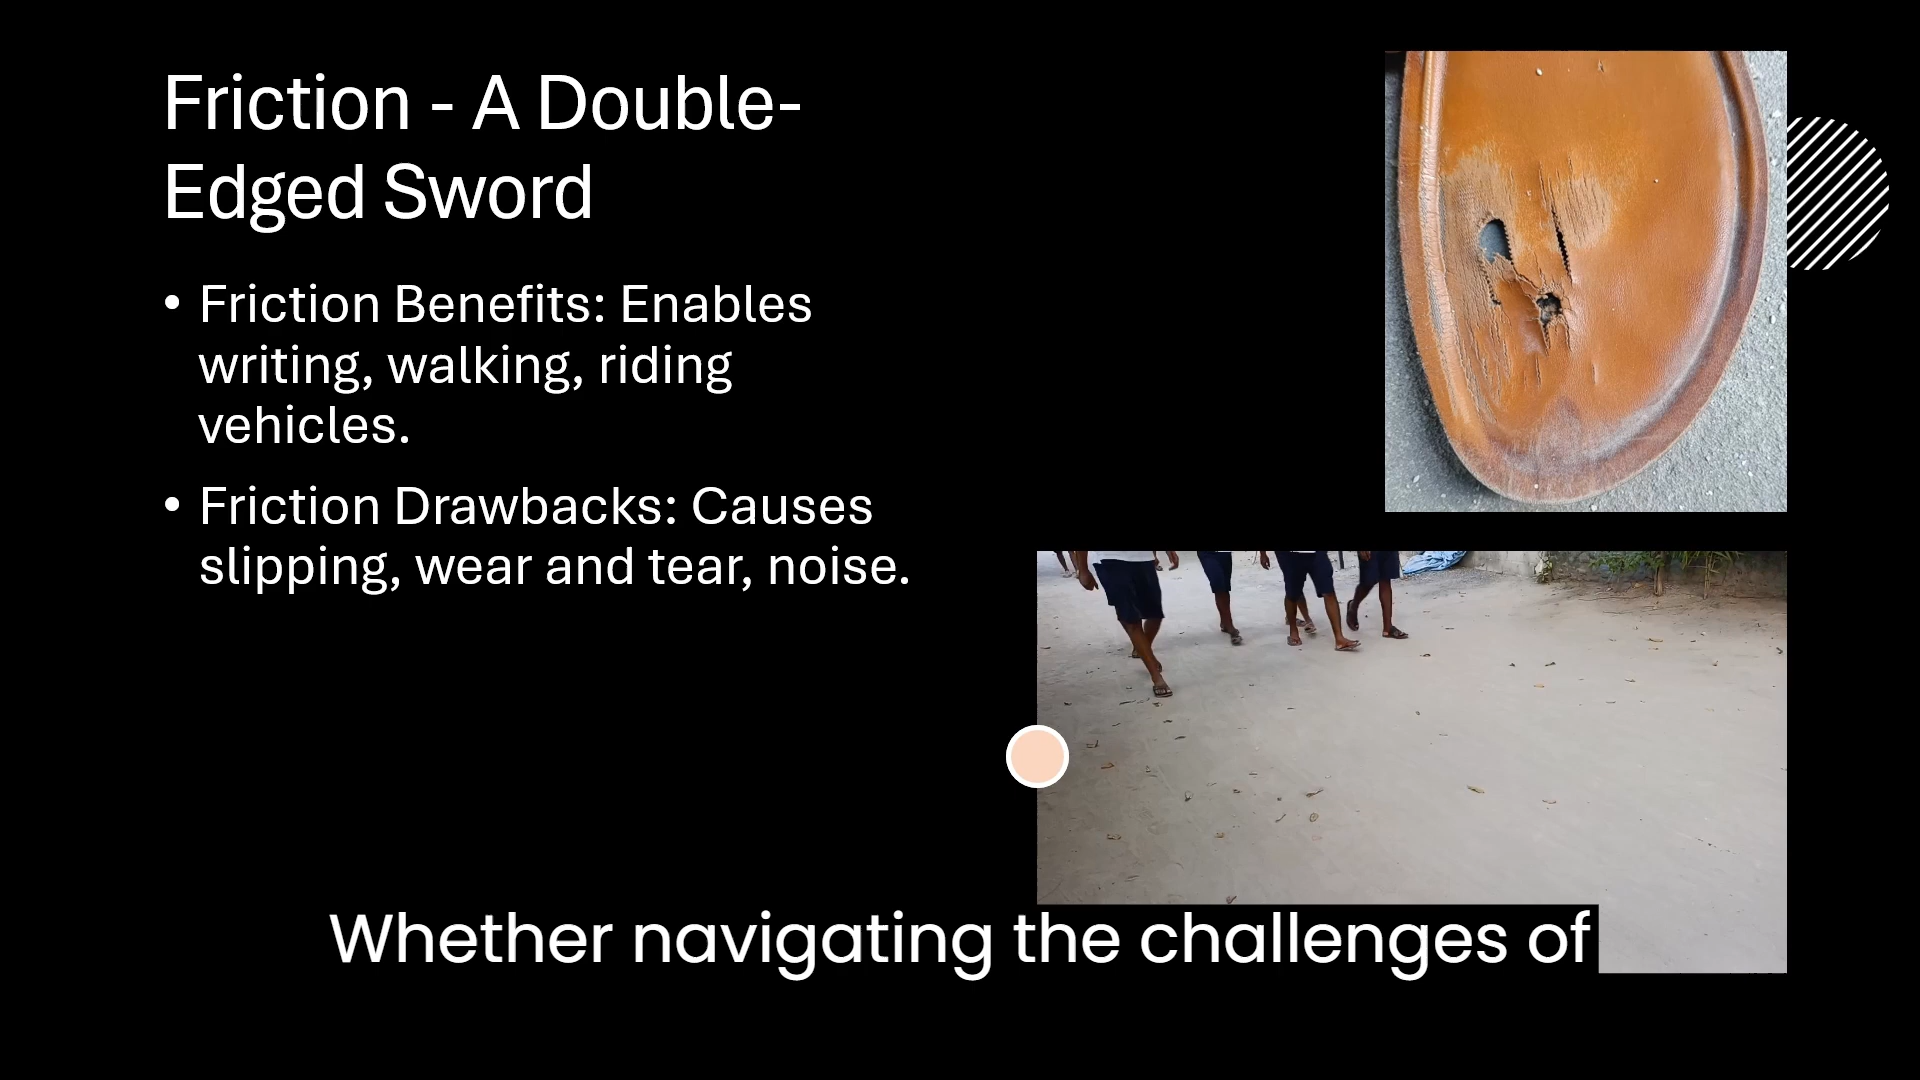 Friction - A Double-
Edged Sword
• Friction Benefits: Enables
writing, walking, riding
vehicles.
• Friction Drawbacks: Causes
slipping, wear and tear, noise.
Whether navigating the challenges of